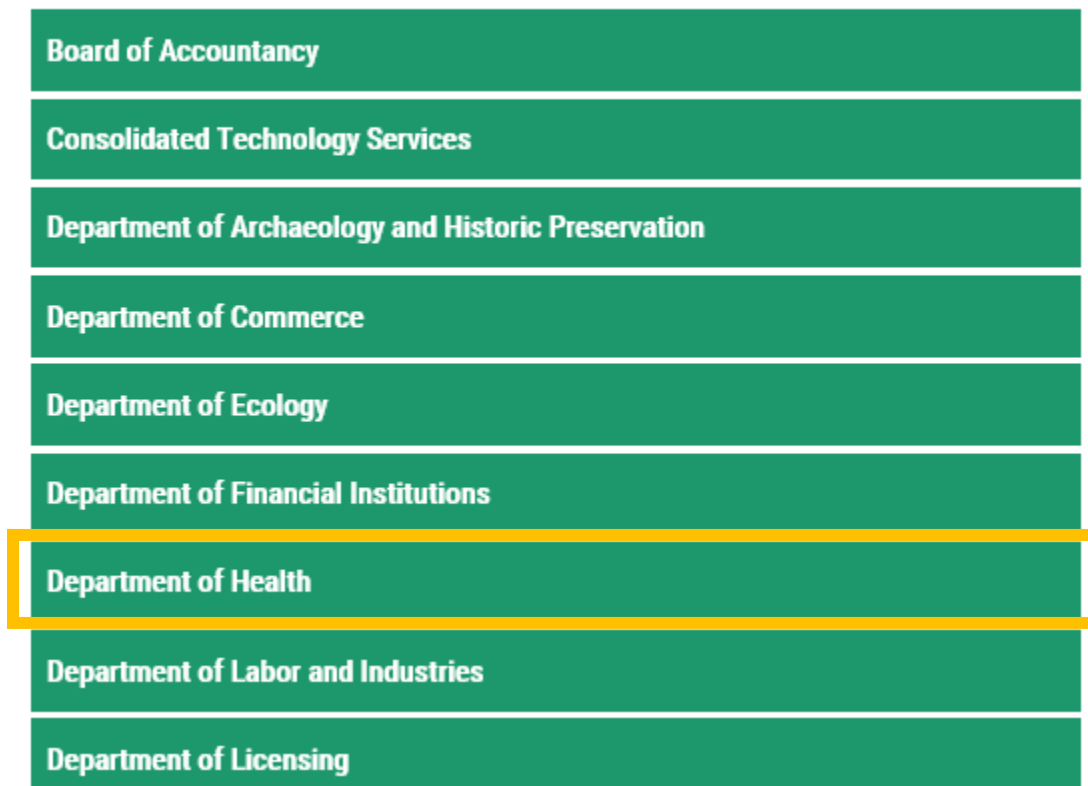 Board of Accountancy
Consolidated Technology Services
Department of Archaeology and Historic Preservation
Department of Commerce
Department of Ecology
Department of Financial Institutions
Department of Health
Department of Labor and Industries
Department of Licensing